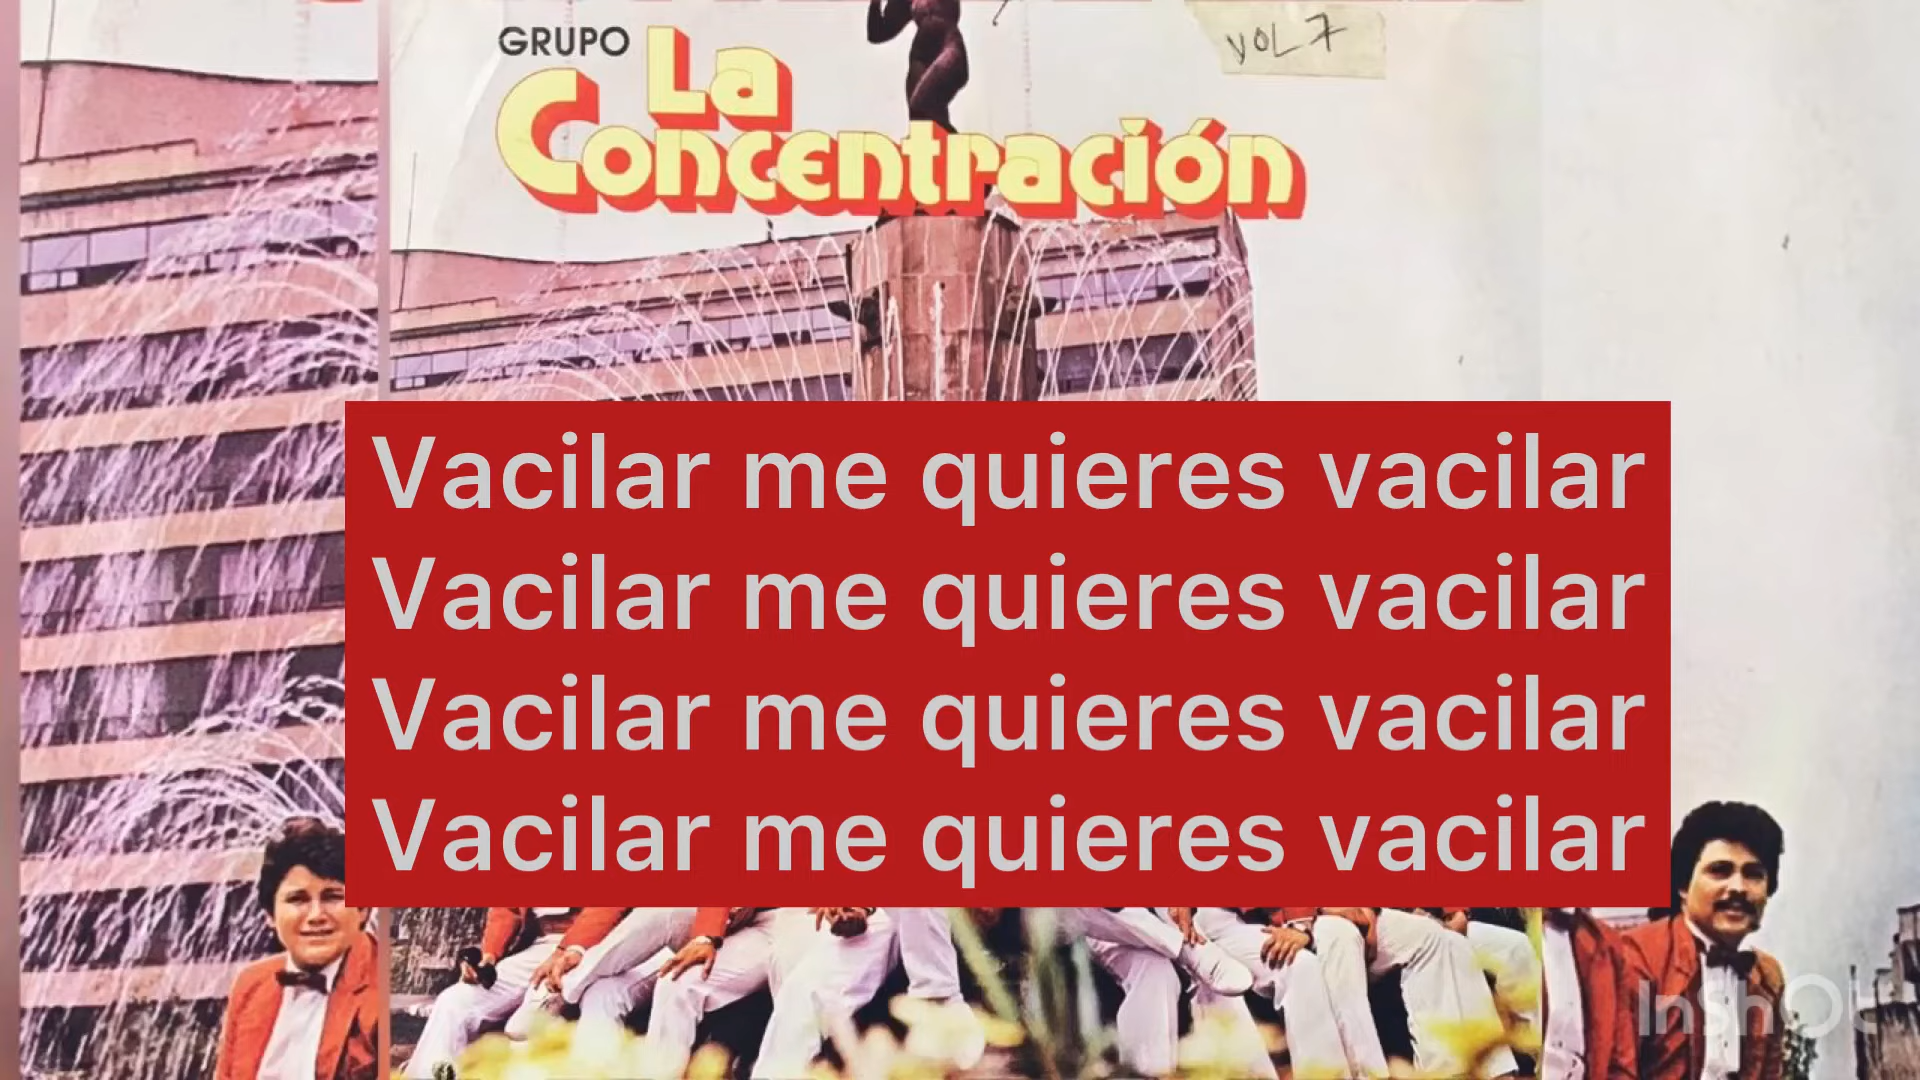 GRUPO
La
Concentración
VOL 7
Vacilar me quieres vacilar
Vacilar me quieres vacilar
Vacilar me quieres vacilar
Vacilar me quieres vacilar
InShOt